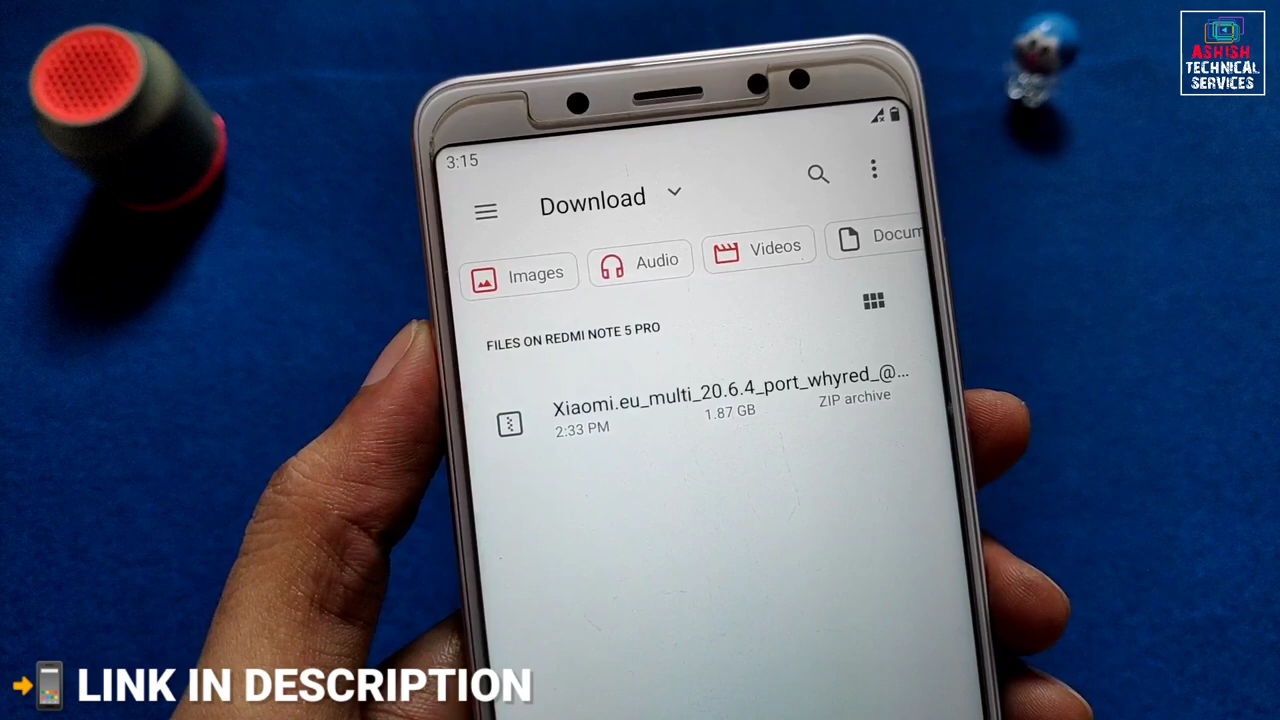 ASHISH
TECHNICAL
SERVICES
3:15
Download
Images
Audio
Videos
Docum
FILES ON REDMI NOTE 5 PRO
Xiaomi.eu_multi_20.6.4_port_whyred_@...
2:33 PM 1.87 GB ZIP archive
LINK IN DESCRIPTION